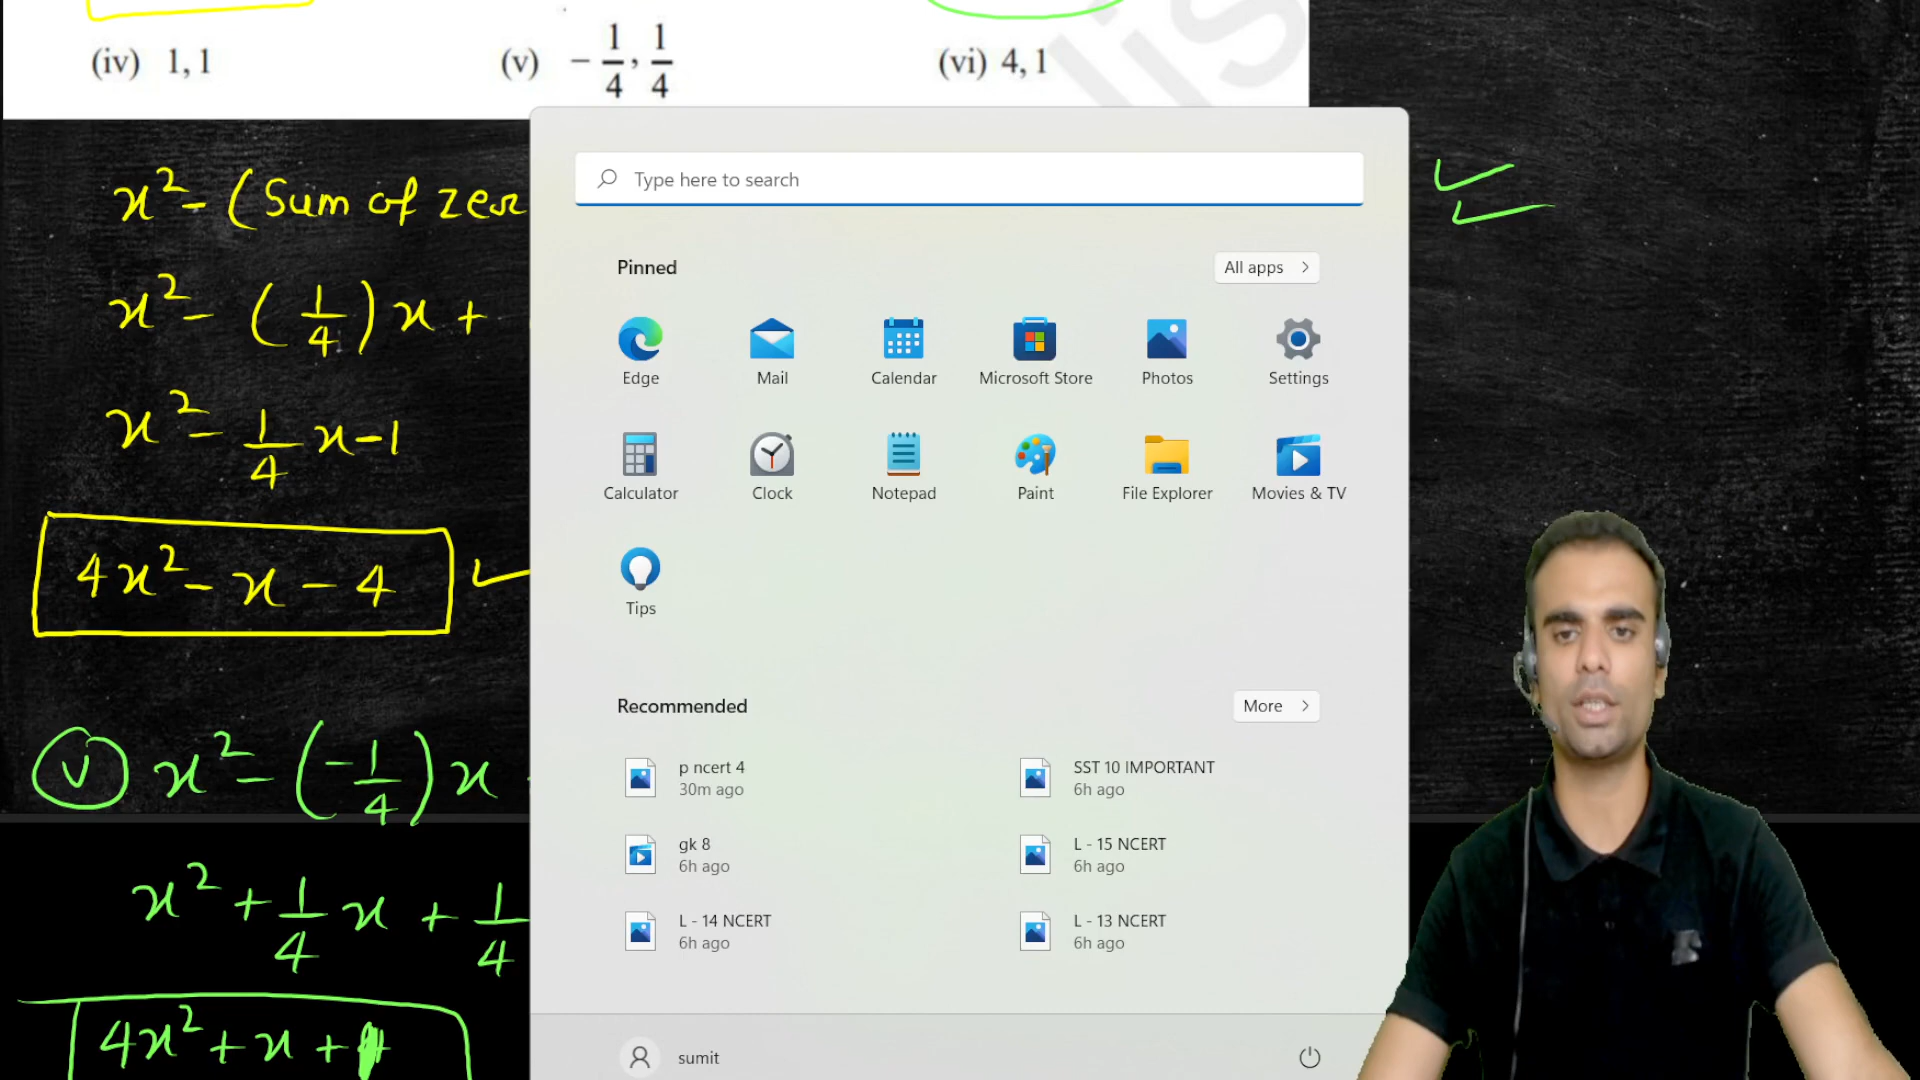 (iv) 1, 1 (v) − 1/4, 1/4 (vi) 4, 1
x² − (Sum of zer
x² − (1/4) x +
x² − 1/4 x − 1
4x² − x − 4
(v) x² − (−1/4) x
x² + 1/4 x + 1/4
4x² + x +
Type here to search
Pinned All apps >
Edge Mail Calendar Microsoft Store Photos Settings
Calculator Clock Notepad Paint File Explorer Movies & TV
Tips
Recommended More >
p ncert 4 SST 10 IMPORTANT
30m ago 6h ago
gk 8 L - 15 NCERT
6h ago 6h ago
L - 14 NCERT L - 13 NCERT
6h ago 6h ago
sumit